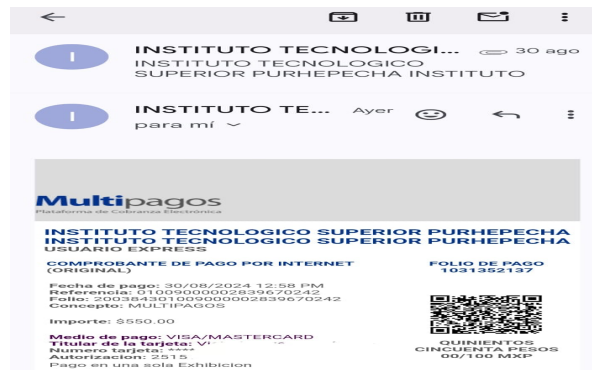 I
INSTITUTO TECNOLOGI... 30 ago
INSTITUTO TECNOLOGICO
SUPERIOR PURHEPECHA INSTITUTO
I
INSTITUTO TE... Ayer
para mí
Multipagos
Plataforma de Cobranza Electrónica
INSTITUTO TECNOLOGICO SUPERIOR PURHEPECHA
INSTITUTO TECNOLOGICO SUPERIOR PURHEPECHA
USUARIO EXPRESS
COMPROBANTE DE PAGO POR INTERNET
(ORIGINAL)
FOLIO DE PAGO
1031352137
Fecha de pago: 30/08/2024 12:58 PM
Referencia: 01009000002839670242
Folio: 200384301009000002839670242
Concepto: MULTIPAGOS
Importe: $550.00
Medio de pago: VISA/MASTERCARD
Titular de la tarjeta:
Numero tarjeta: ****
Autorizacion: 2515
Pago en una sola Exhibicion
QUINIENTOS
CINCUENTA PESOS
00/100 MXP